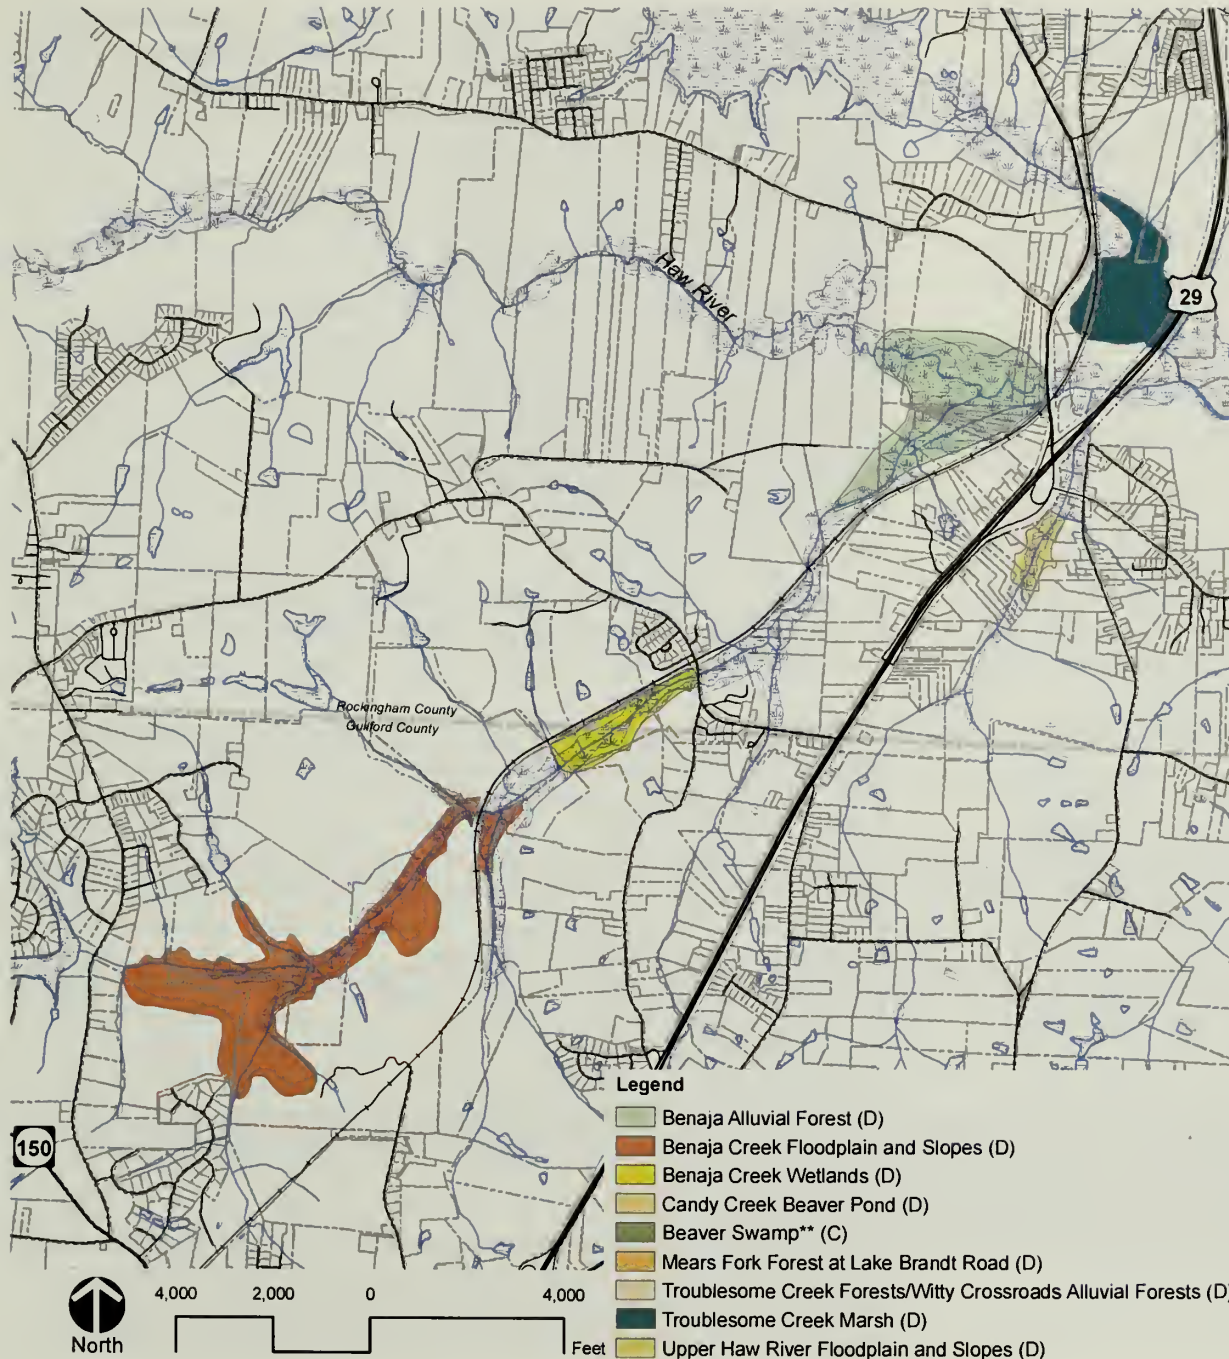 Haw River
29
Rockingham County
Guilford County
150
Legend
Benaja Alluvial Forest (D)
Benaja Creek Floodplain and Slopes (D)
Benaja Creek Wetlands (D)
Candy Creek Beaver Pond (D)
Beaver Swamp** (C)
Mears Fork Forest at Lake Brandt Road (D)
Troublesome Creek Forests/Witty Crossroads Alluvial Forests (D)
Troublesome Creek Marsh (D)
Upper Haw River Floodplain and Slopes (D)
4,000 2,000 0 4,000
North
Feet